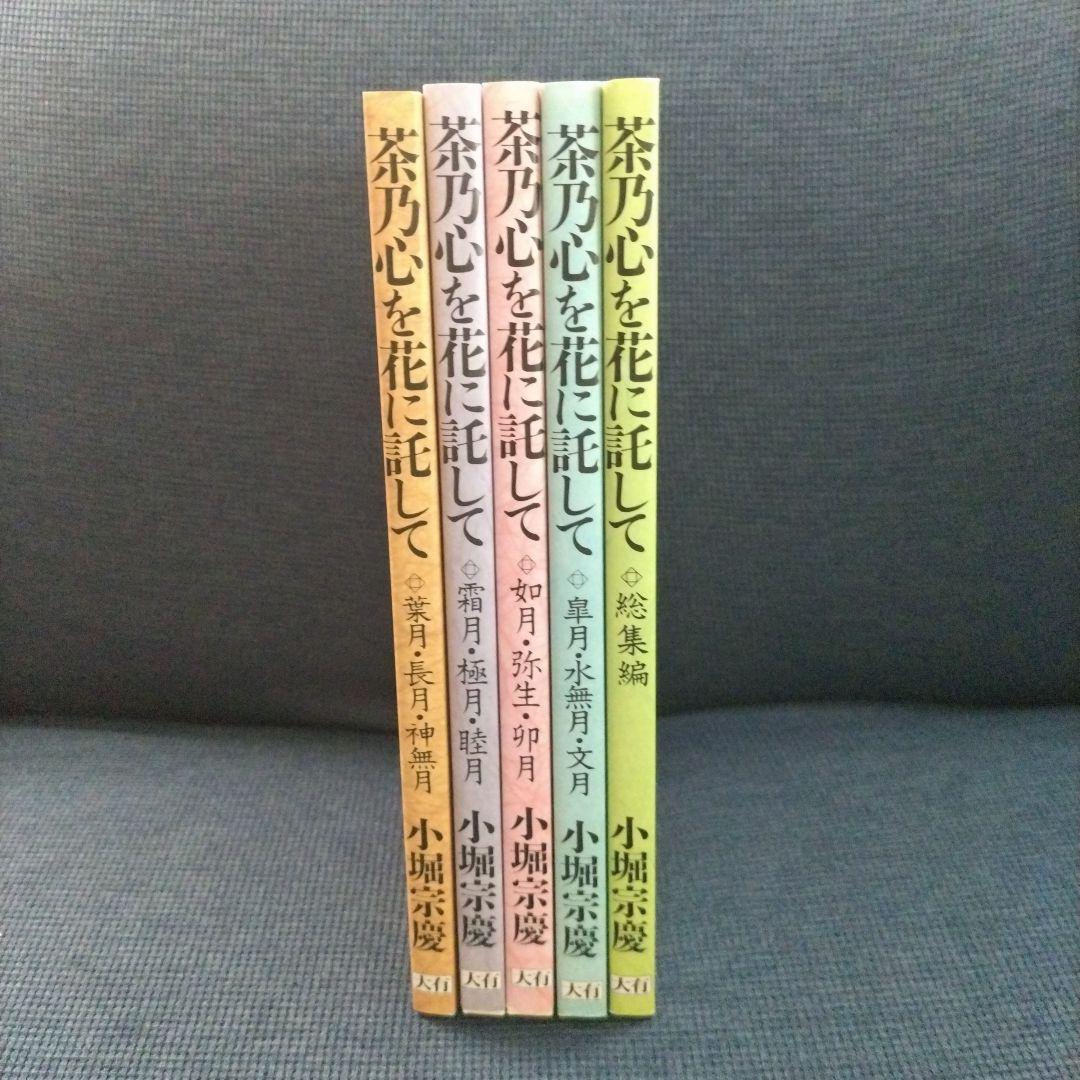 茶乃心を花に託して
葉月・長月・神無月
小堀宗慶
大有
茶乃心を花に託して
霜月・極月・睦月
小堀宗慶
大有
茶乃心を花に託して
如月・弥生・卯月
小堀宗慶
大有
茶乃心を花に託して
皐月・水無月・文月
小堀宗慶
大有
茶乃心を花に託して
総集編
小堀宗慶
大有